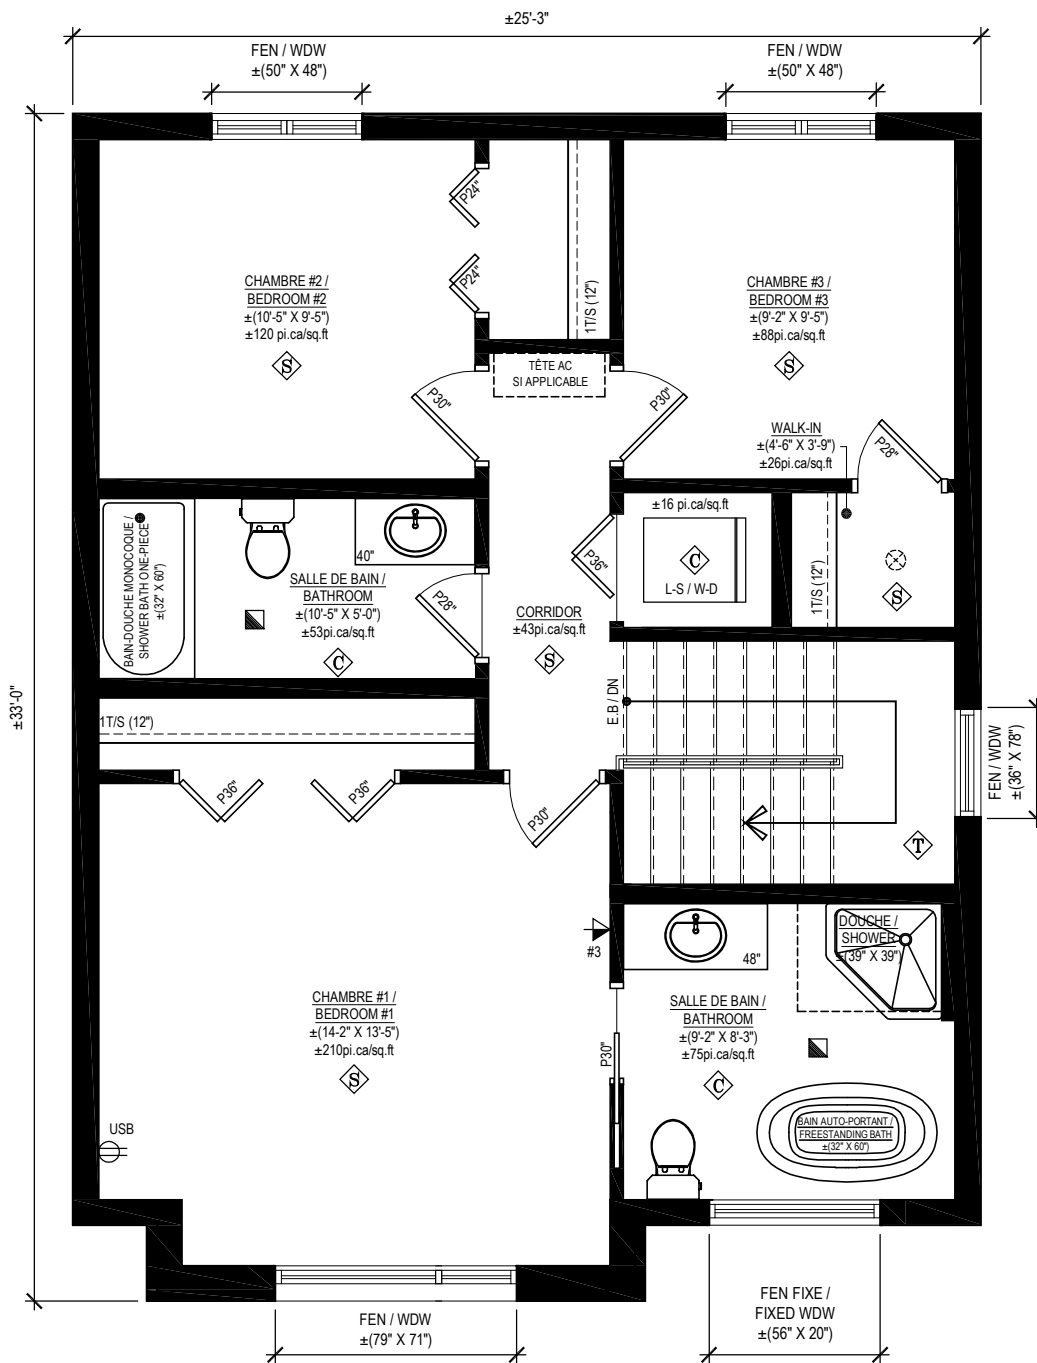 ±25'-3"
FEN / WDW
±(50" X 48")
FEN / WDW
±(50" X 48")
P24"
P24"
1T/S (12")
CHAMBRE #2 /
BEDROOM #2
±(10'-5" X 9'-5")
±120 pi.ca/sq.ft
S
CHAMBRE #3 /
BEDROOM #3
±(9'-2" X 9'-5")
±88pi.ca/sq.ft
S
TÊTE AC
SI APPLICABLE
P30"
P30"
WALK-IN
±(4'-6" X 3'-9")
±26pi.ca/sq.ft
P28"
BAIN-DOUCHE MONOCOQUE /
SHOWER BATH ONE-PIECE
±(32" X 60")
40"
SALLE DE BAIN /
BATHROOM
±(10'-5" X 5'-0")
±53pi.ca/sq.ft
C
P28"
±16 pi.ca/sq.ft
P36"
C
L-S / W-D
1T/S (12")
S
CORRIDOR
±43pi.ca/sq.ft
S
±33'-0"
1T/S (12")
P36"
P36"
P30"
E.B / DN
T
FEN / WDW
±(36" X 78")
#3
48"
DOUCHE /
SHOWER
±(39" X 39")
CHAMBRE #1 /
BEDROOM #1
±(14-2" X 13'-5")
±210pi.ca/sq.ft
S
SALLE DE BAIN /
BATHROOM
±(9'-2" X 8'-3")
±75pi.ca/sq.ft
C
P30"
USB
BAIN AUTO-PORTANT /
FREESTANDING BATH
±(32" X 60")
FEN / WDW
±(79" X 71")
FEN FIXE /
FIXED WDW
±(56" X 20")